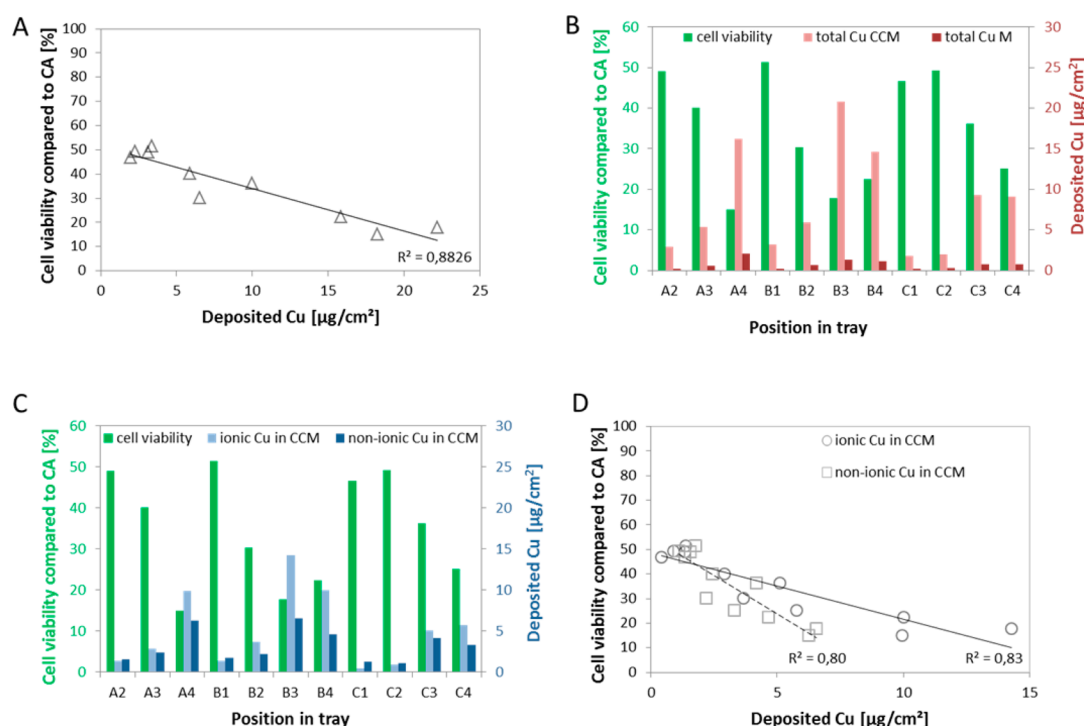 A
Cell viability compared to CA [%]
100
90
80
70
60
50
40
30
20
10
0
R² = 0,8826
0 5 10 15 20 25
Deposited Cu [µg/cm²]
B
Cell viability compared to CA [%]
60
50
40
30
20
10
0
cell viability total Cu CCM total Cu M
30
25
20
15
10
5
0
Deposited Cu [µg/cm²]
A2 A3 A4 B1 B2 B3 B4 C1 C2 C3 C4
Position in tray
C
Cell viability compared to CA [%]
60
50
40
30
20
10
0
cell viability ionic Cu in CCM non-ionic Cu in CCM
30
25
20
15
10
5
0
Deposited Cu [µg/cm²]
A2 A3 A4 B1 B2 B3 B4 C1 C2 C3 C4
Position in tray
D
Cell viability compared to CA [%]
100
90
80
70
60
50
40
30
20
10
0
ionic Cu in CCM
non-ionic Cu in CCM
R² = 0,80 R² = 0,83
0 5 10 15
Deposited Cu [µg/cm²]